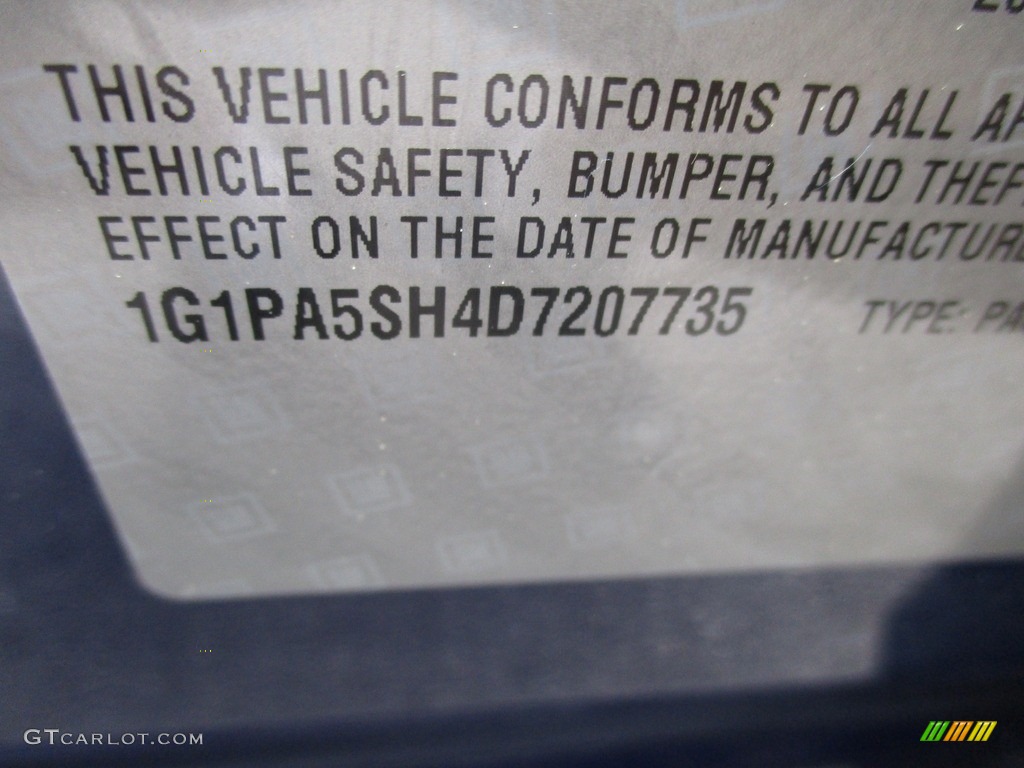 THIS VEHICLE CONFORMS TO ALL
VEHICLE SAFETY, BUMPER, AND
EFFECT ON THE DATE OF
1G1PA5SH4D7207735 TYPE:
GTCARLOT.COM